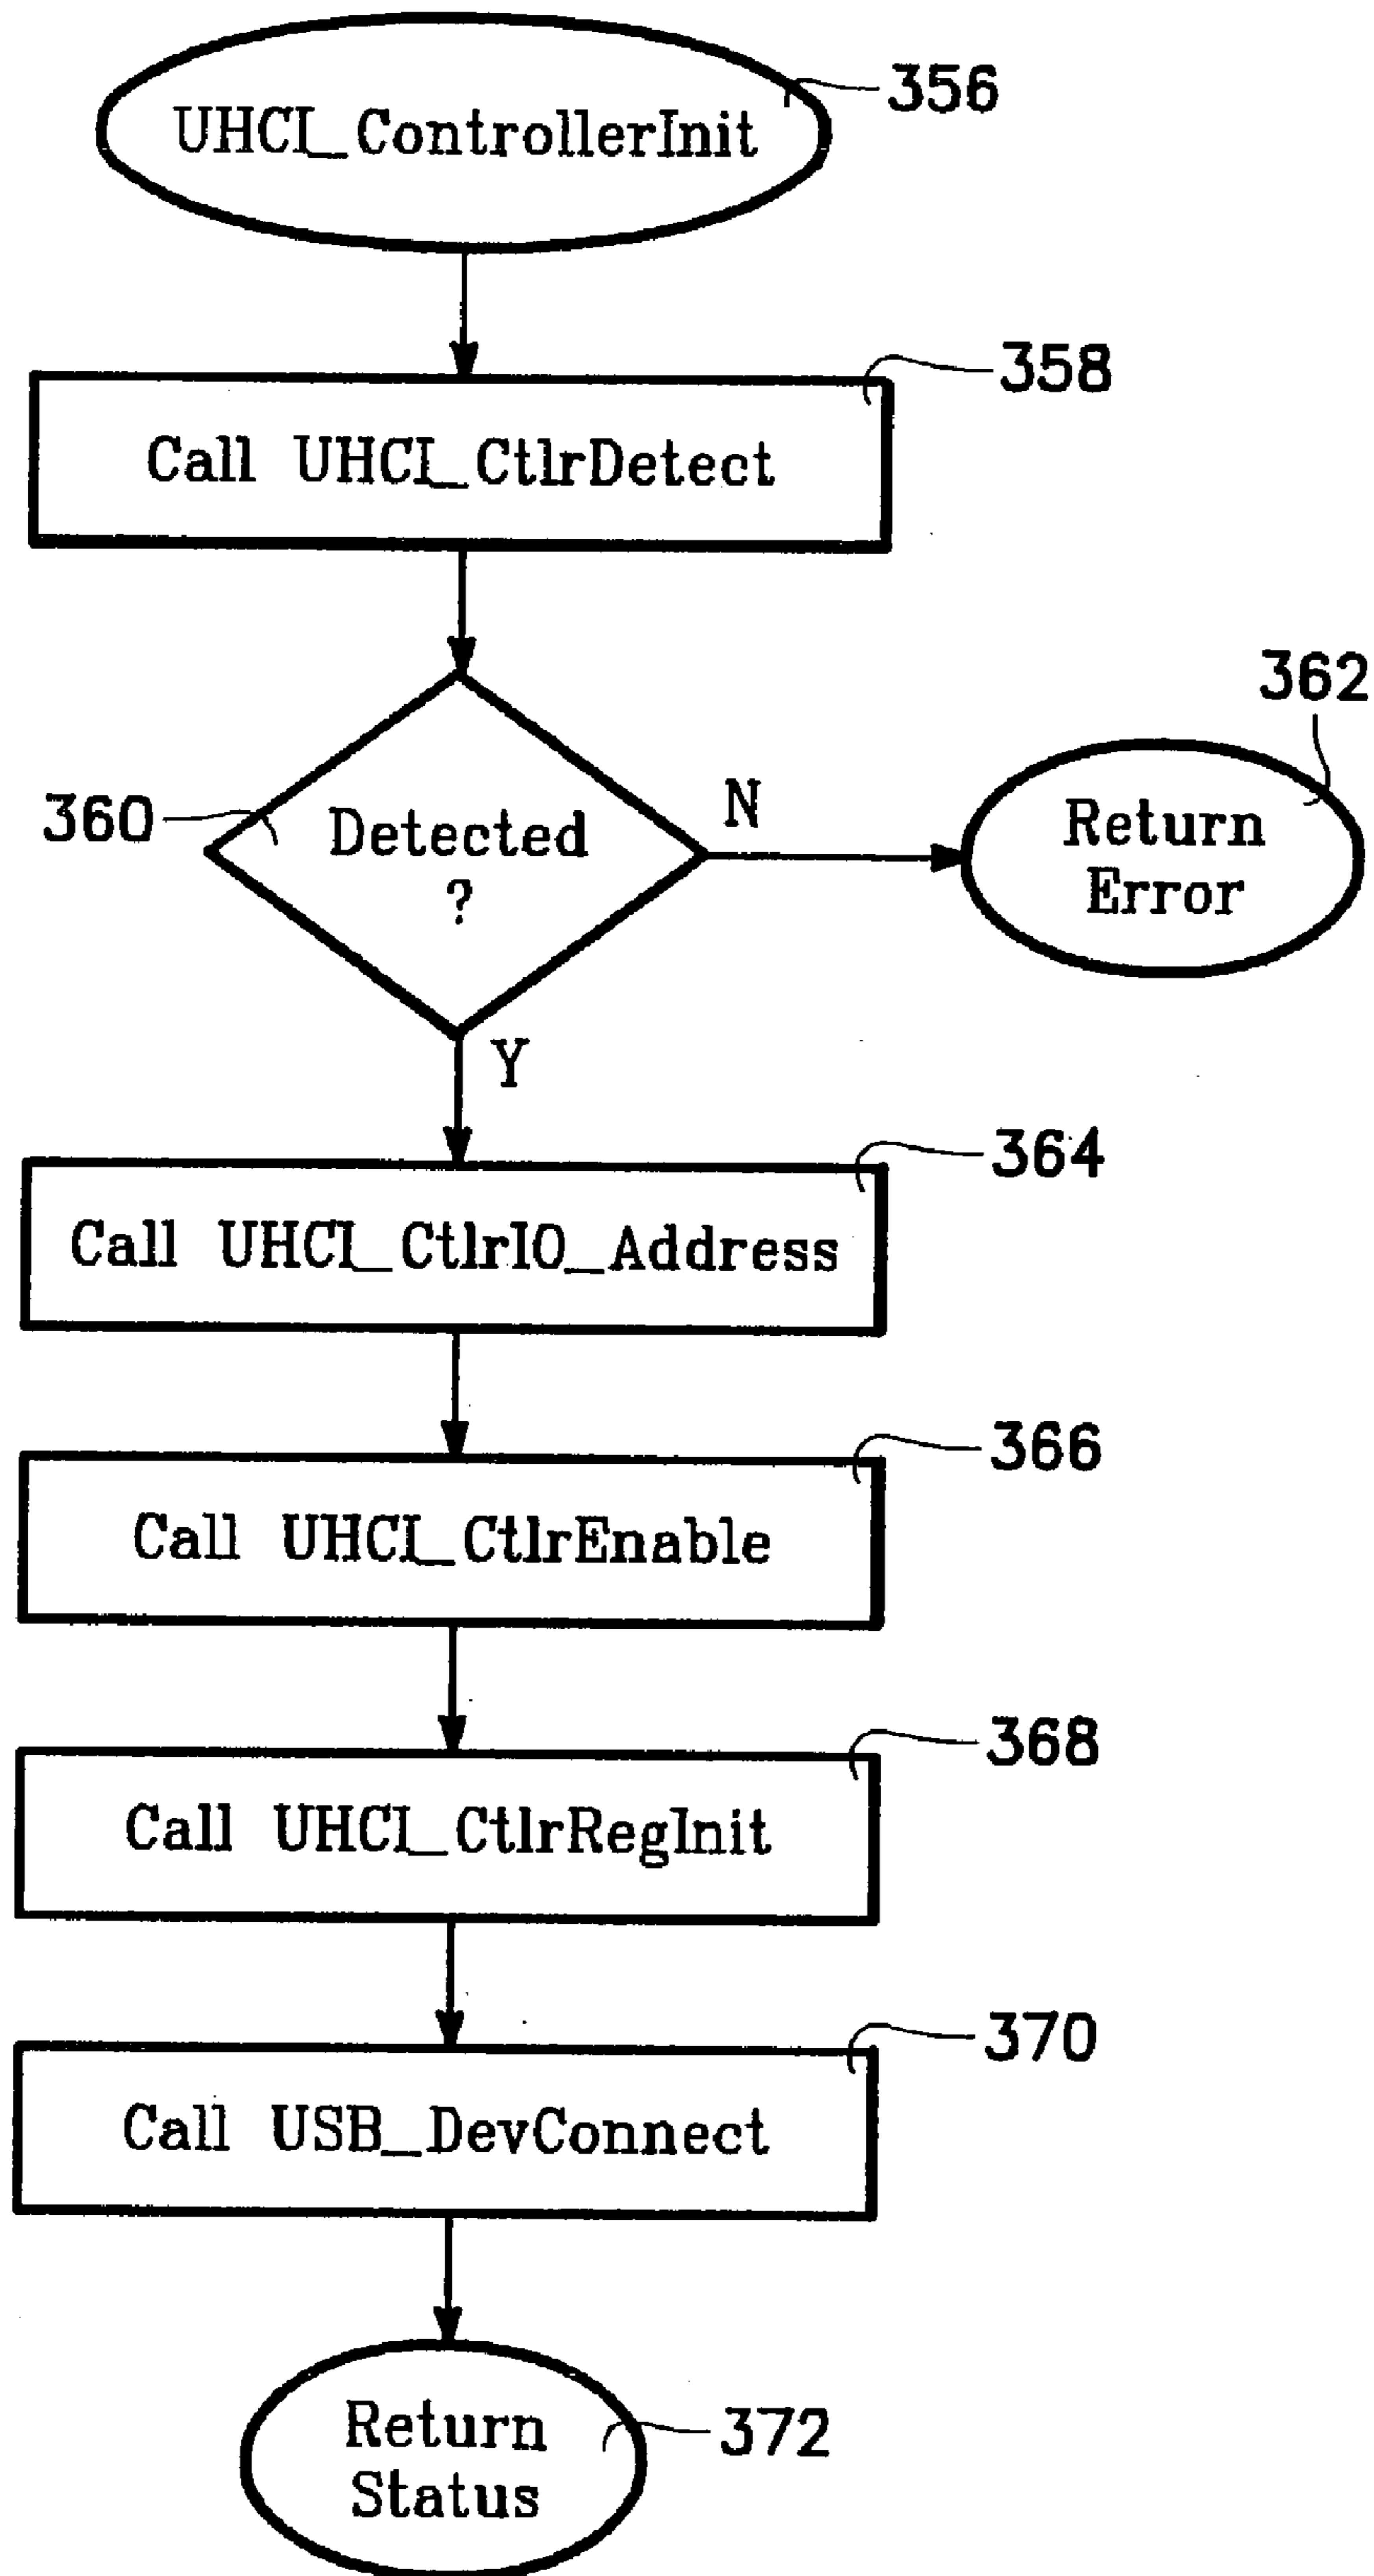 356
UHCI_ControllerInit
358
Call UHCI_CtlrDetect
362
360
Detected
?
N
Return
Error
Y
364
Call UHCI_CtlrIO_Address
366
Call UHCI_CtlrEnable
368
Call UHCI_CtlrRegInit
370
Call USB_DevConnect
Return
Status
372